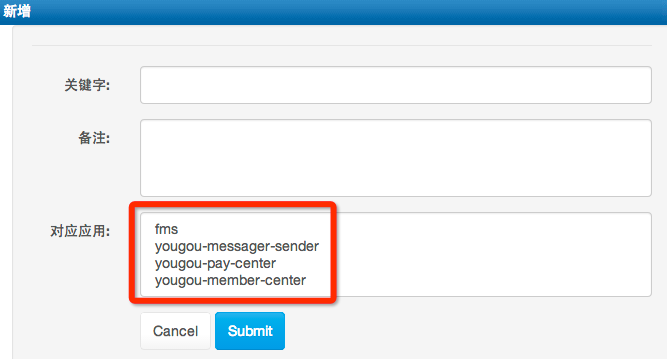 新增
关键字:
备注:
对应应用:
fms
yougou-messager-sender
yougou-pay-center
yougou-member-center
Cancel Submit